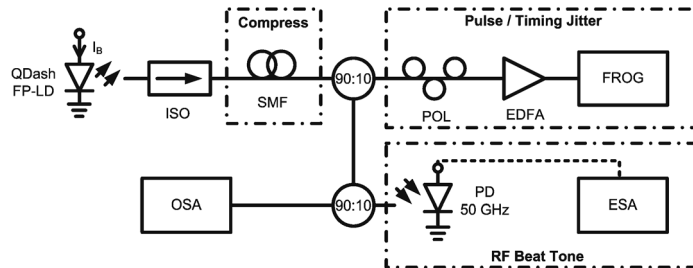 Compress
Pulse / Timing Jitter
I_B
QDash
FP-LD
ISO
SMF
90:10
POL
EDFA
FROG
OSA
90:10
PD
50 GHz
ESA
RF Beat Tone